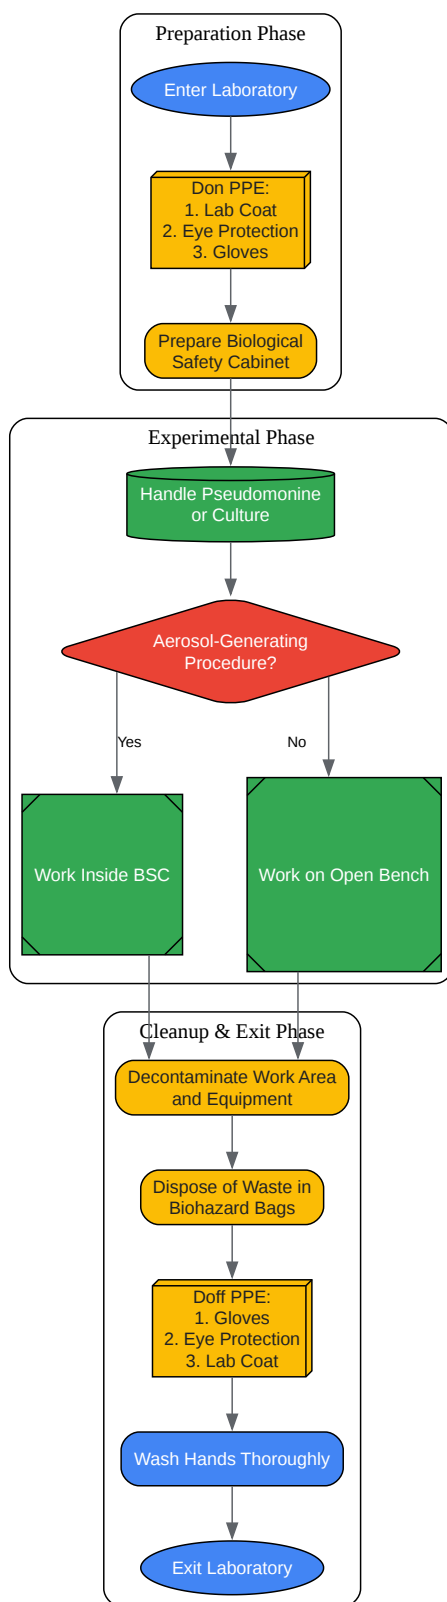 Preparation Phase
Enter Laboratory
Don PPE:
1. Lab Coat
2. Eye Protection
3. Gloves
Prepare Biological
Safety Cabinet
Experimental Phase
Handle Pseudomonine
or Culture
Aerosol-Generating
Procedure?
Yes
No
Work Inside BSC
Work on Open Bench
Cleanup & Exit Phase
Decontaminate Work Area
and Equipment
Dispose of Waste in
Biohazard Bags
Doff PPE:
1. Gloves
2. Eye Protection
3. Lab Coat
Wash Hands Thoroughly
Exit Laboratory